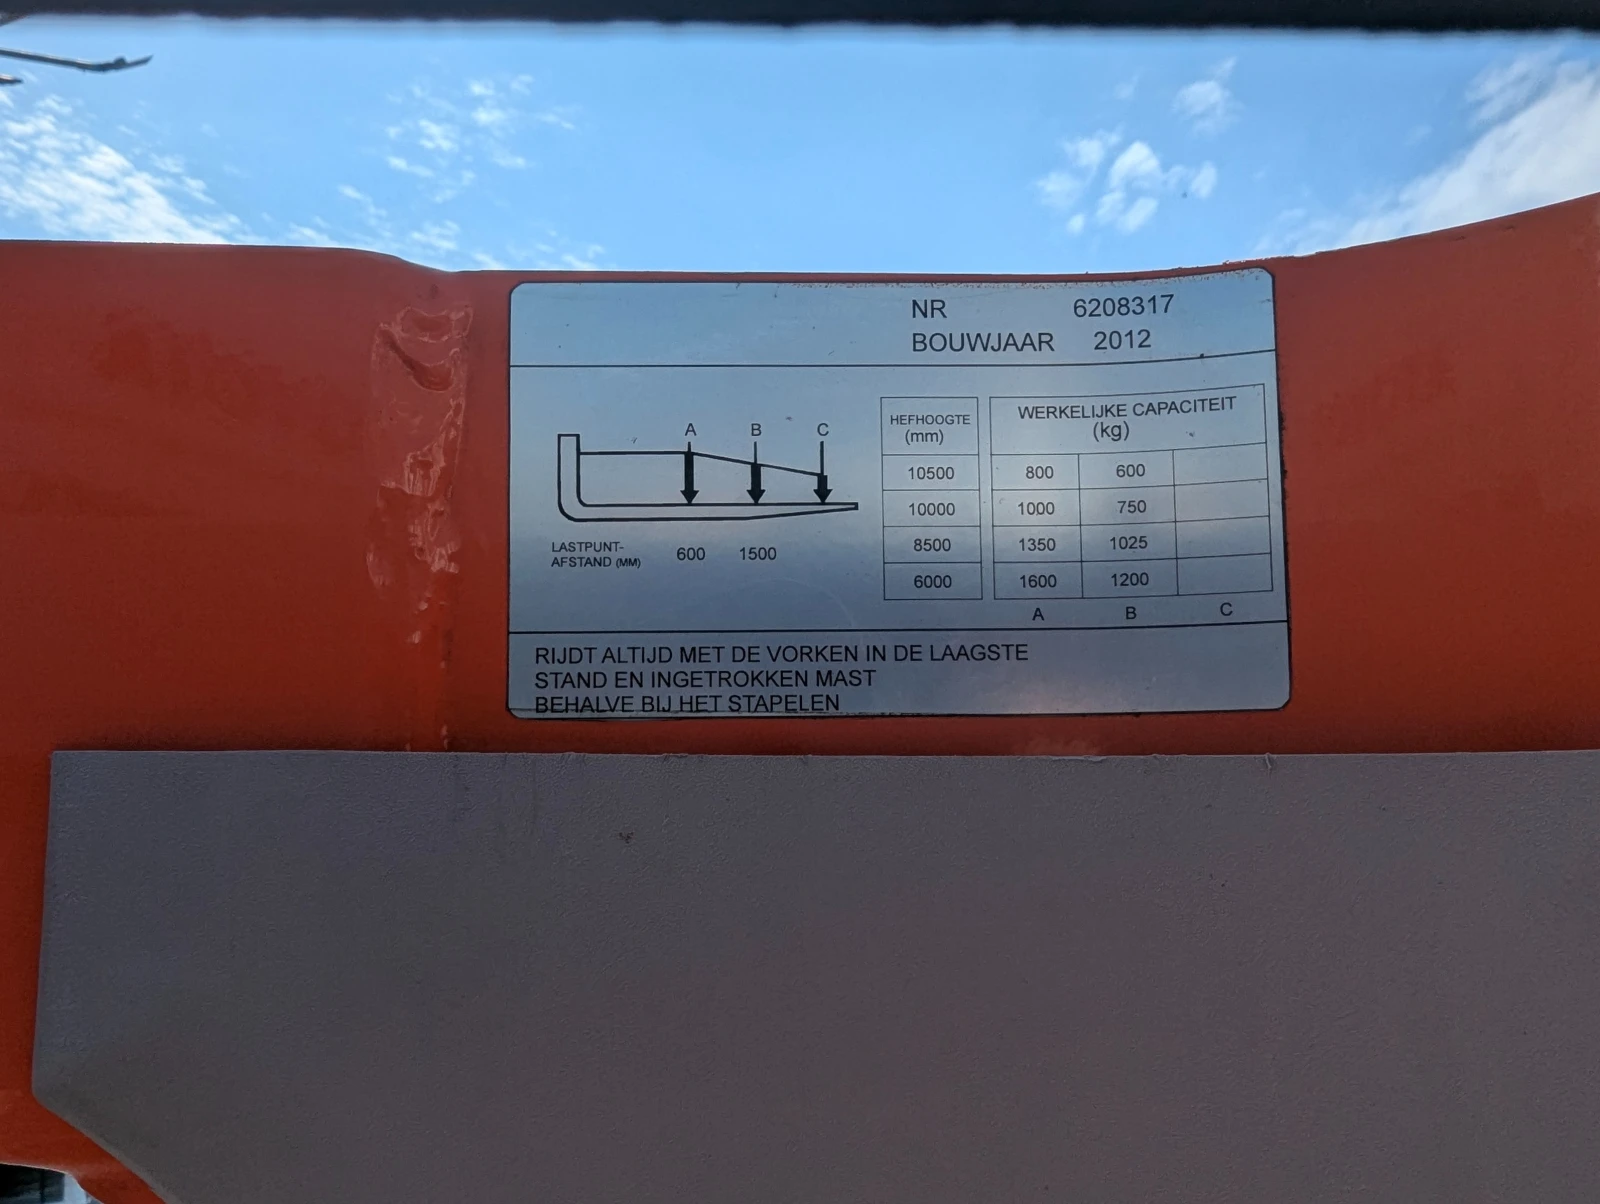 NR 6208317
BOUWJAAR 2012
A B C
LASTPUNT-
AFSTAND (MM) 600 1500
HEFHOOGTE
(mm)
WERKELIJKE CAPACITEIT
(kg)
10500 800 600
10000 1000 750
8500 1350 1025
6000 1600 1200
A B C
RIJDT ALTIJD MET DE VORKEN IN DE LAAGSTE
STAND EN INGETROKKEN MAST
BEHALVE BIJ HET STAPELEN